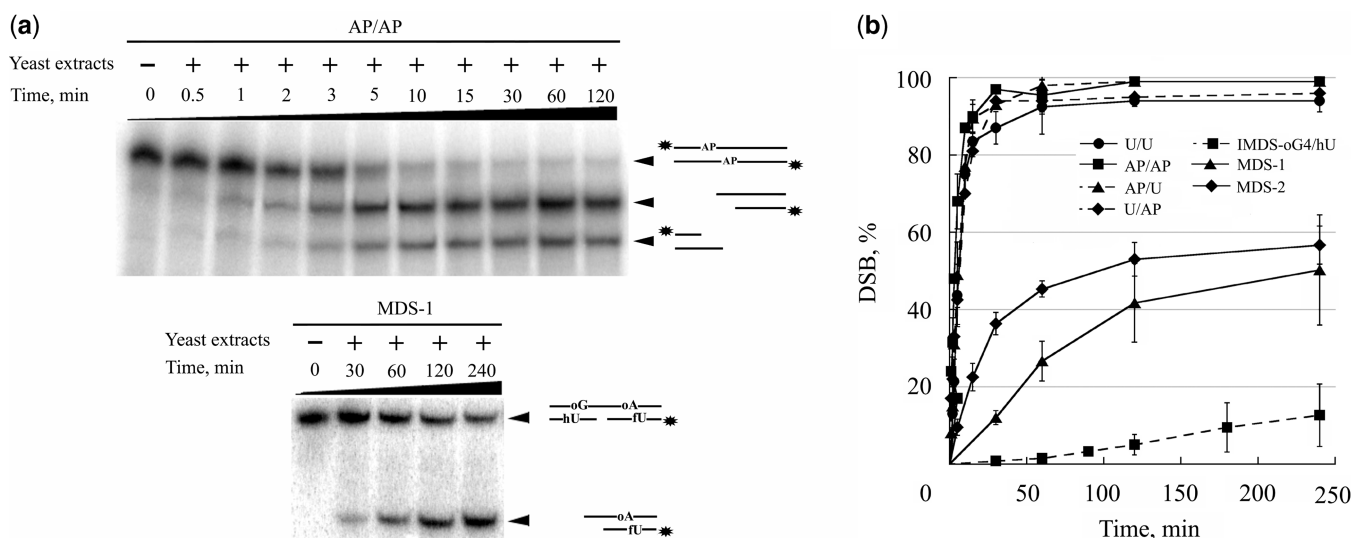 (a)
AP/AP
Yeast extracts − + + + + + + + + + +
Time, min 0 0.5 1 2 3 5 10 15 30 60 120
AP
AP
MDS-1
Yeast extracts − + + + +
Time, min 0 30 60 120 240
oG oA
hU fU
oA
fU
(b)
DSB, %
100
80
60
40
20
0 50 100 150 200 250
Time, min
U/U
AP/AP
AP/U
U/AP
IMDS-oG4/hU
MDS-1
MDS-2